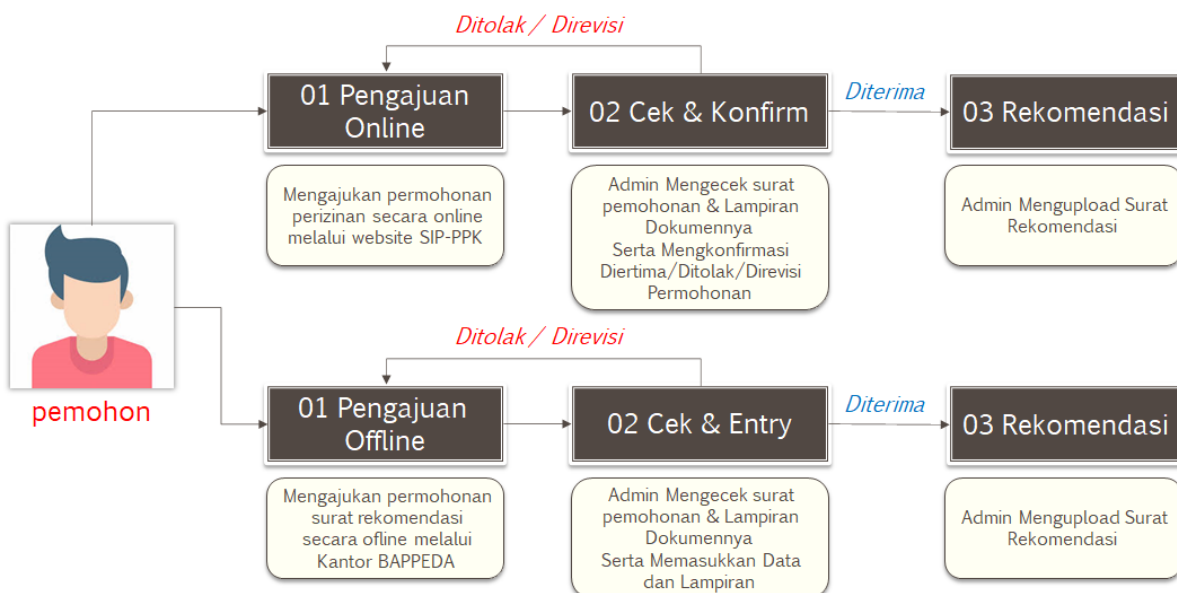 Ditolak / Direvisi
01 Pengajuan
Online
02 Cek & Konfirm
Diterima
03 Rekomendasi
Mengajukan permohonan
perizinan secara online
melalui website SIP-PPK
Admin Mengecek surat
pemohonan & Lampiran
Dokumennya
Serta Mengkonfirmasi
Diertima/Ditolak/Direvisi
Permohonan
Admin Mengupload Surat
Rekomendasi
pemohon
Ditolak / Direvisi
01 Pengajuan
Offline
02 Cek & Entry
Diterima
03 Rekomendasi
Mengajukan permohonan
surat rekomendasi
secara ofline melalui
Kantor BAPPEDA
Admin Mengecek surat
pemohonan & Lampiran
Dokumennya
Serta Memasukkan Data
dan Lampiran
Admin Mengupload Surat
Rekomendasi